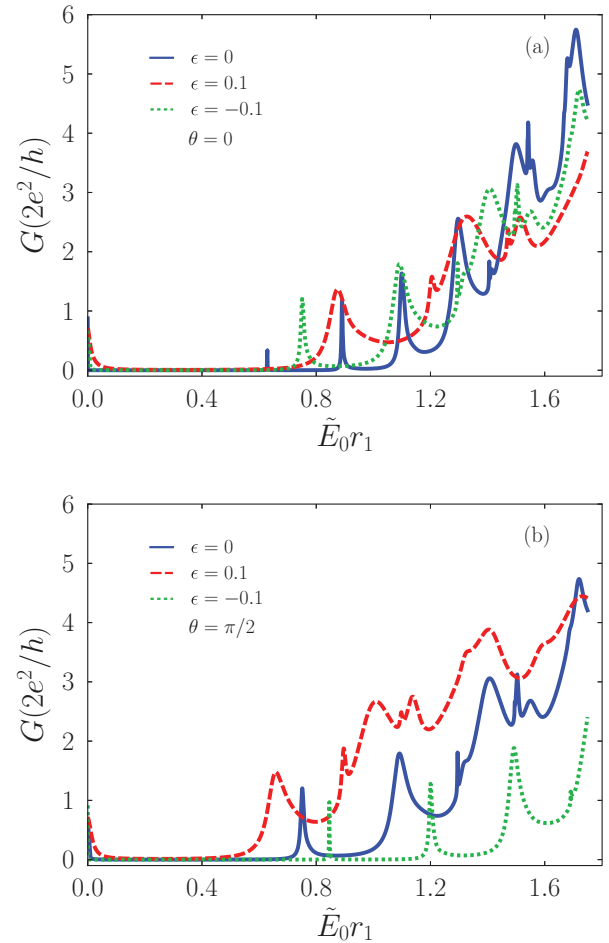 6
5
4
3
2
1
0
G(2e²/h)
ϵ = 0
ϵ = 0.1
ϵ = −0.1
θ = 0
(a)
0.0 0.4 0.8 1.2 1.6
Ẽ₀r₁
6
5
4
3
2
1
0
G(2e²/h)
ϵ = 0
ϵ = 0.1
ϵ = −0.1
θ = π/2
(b)
0.0 0.4 0.8 1.2 1.6
Ẽ₀r₁